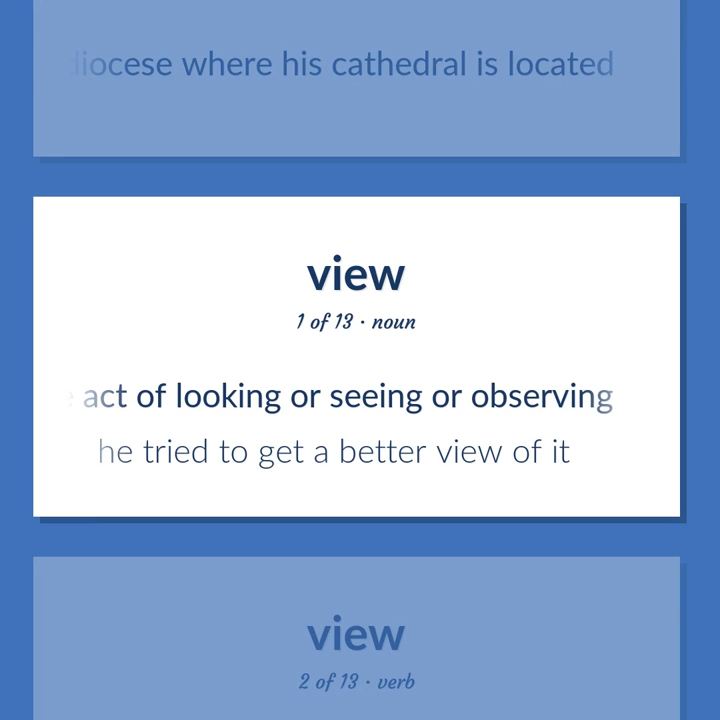 diocese where his cathedral is located
view
1 of 13 · noun
act of looking or seeing or observing
he tried to get a better view of it
view
2 of 13 · verb